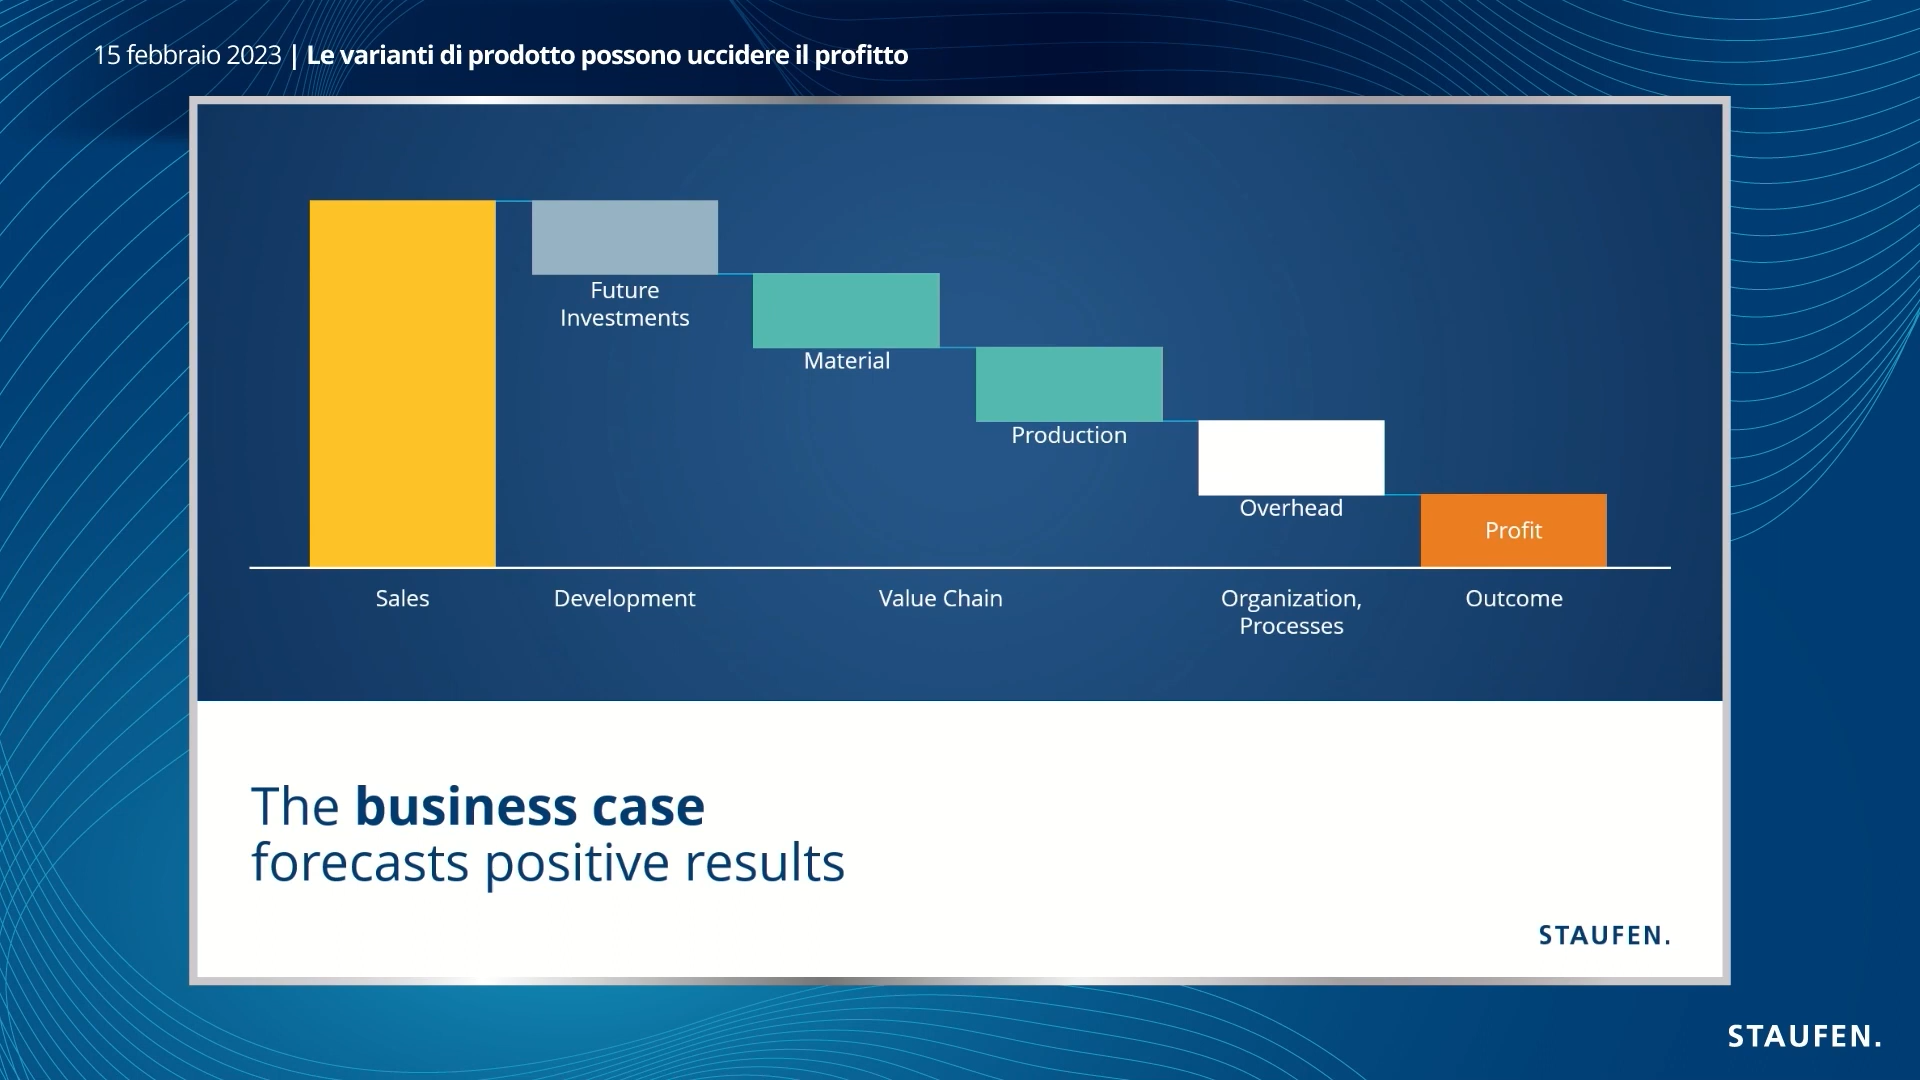 15 febbraio 2023 | Le varianti di prodotto possono uccidere il profitto
Future
Investments
Material
Production
Overhead
Profit
Sales
Development
Value Chain
Organization,
Processes
Outcome
The business case
forecasts positive results
STAUFEN.
STAUFEN.